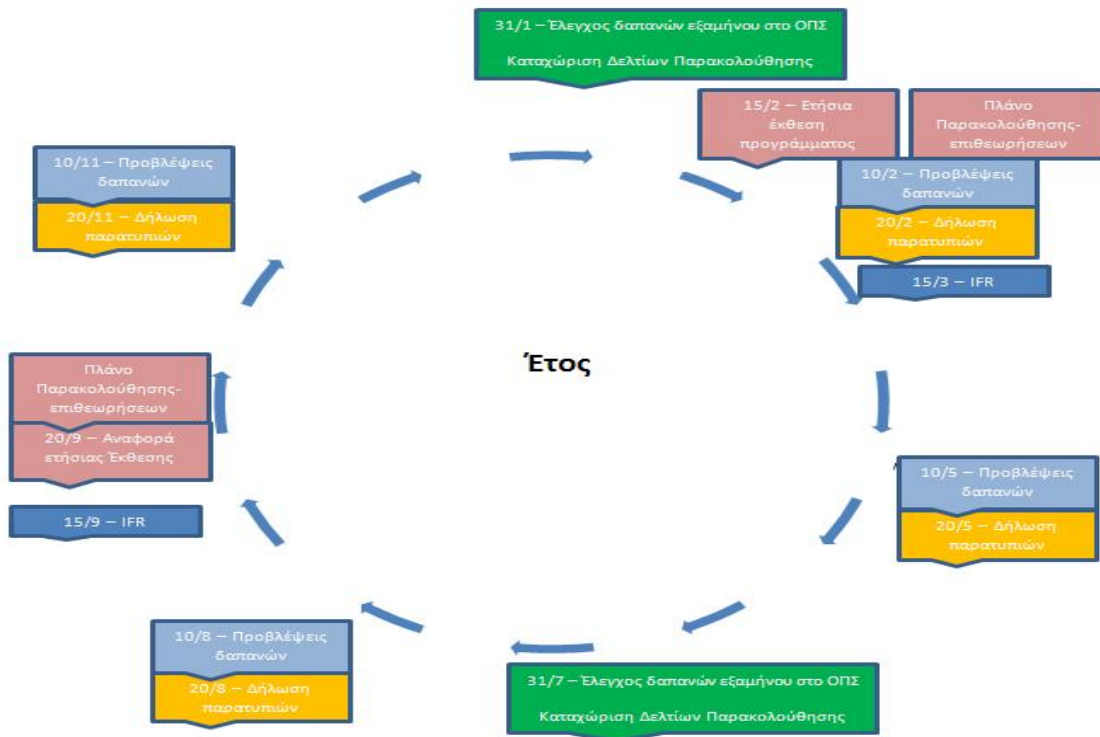 31/1 – Έλεγχος δαπανών εξαμήνου στο ΟΠΣ
Καταχώριση Δελτίων Παρακολούθησης
15/2 – Ετήσια
έκθεση
προγράμματος
Πλάνο
Παρακολούθησης-
επιθεωρήσεων
10/2 – Προβλέψεις
δαπανών
20/2 – Δήλωση
παρατυπιών
15/3 – IFR
10/11 – Προβλέψεις
δαπανών
20/11 – Δήλωση
παρατυπιών
Έτος
Πλάνο
Παρακολούθησης-
επιθεωρήσεων
20/9 – Αναφορά
ετήσιας Έκθεσης
15/9 – IFR
10/5 – Προβλέψεις
δαπανών
20/5 – Δήλωση
παρατυπιών
10/8 – Προβλέψεις
δαπανών
20/8 – Δήλωση
παρατυπιών
31/7 – Έλεγχος δαπανών εξαμήνου στο ΟΠΣ
Καταχώριση Δελτίων Παρακολούθησης